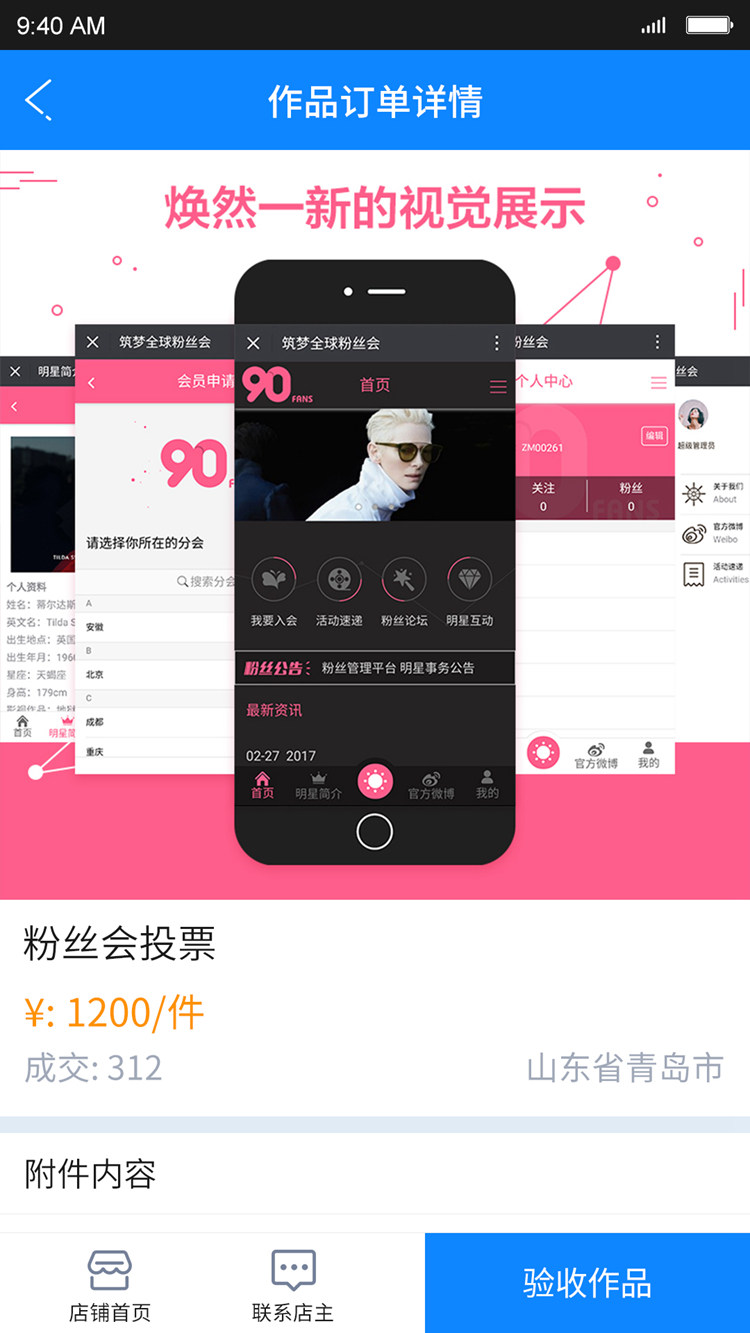 9:40 AM
作品订单详情
焕然一新的视觉展示
筑梦全球粉丝会
筑梦全球粉丝会
粉丝会
明星简
丝会
会员申请
90
FANS
首页
个人中心
90
编辑
ZM00261
超级管理员
关注
粉丝
0
0
FANS
关于我们
About
官方微博
Weibo
活动速递
Activities
TILDA S
请选择你所在的分会
搜索分会
A
安徽
B
北京
C
成都
重庆
个人资料
姓名：蒂尔达斯
英文名：Tilda S
出生地点：英国
出生年月：1960
星座：天蝎座
身高：179cm
首页
明星简
我要入会
活动速递
粉丝论坛
明星互动
粉丝公告：
粉丝管理平台 明星事务公告
最新资讯
02-27 2017
首页
明星简介
官方微博
我的
官方微博
我的
粉丝会投票
¥: 1200/件
成交: 312
山东省青岛市
附件内容
店铺首页
联系店主
验收作品